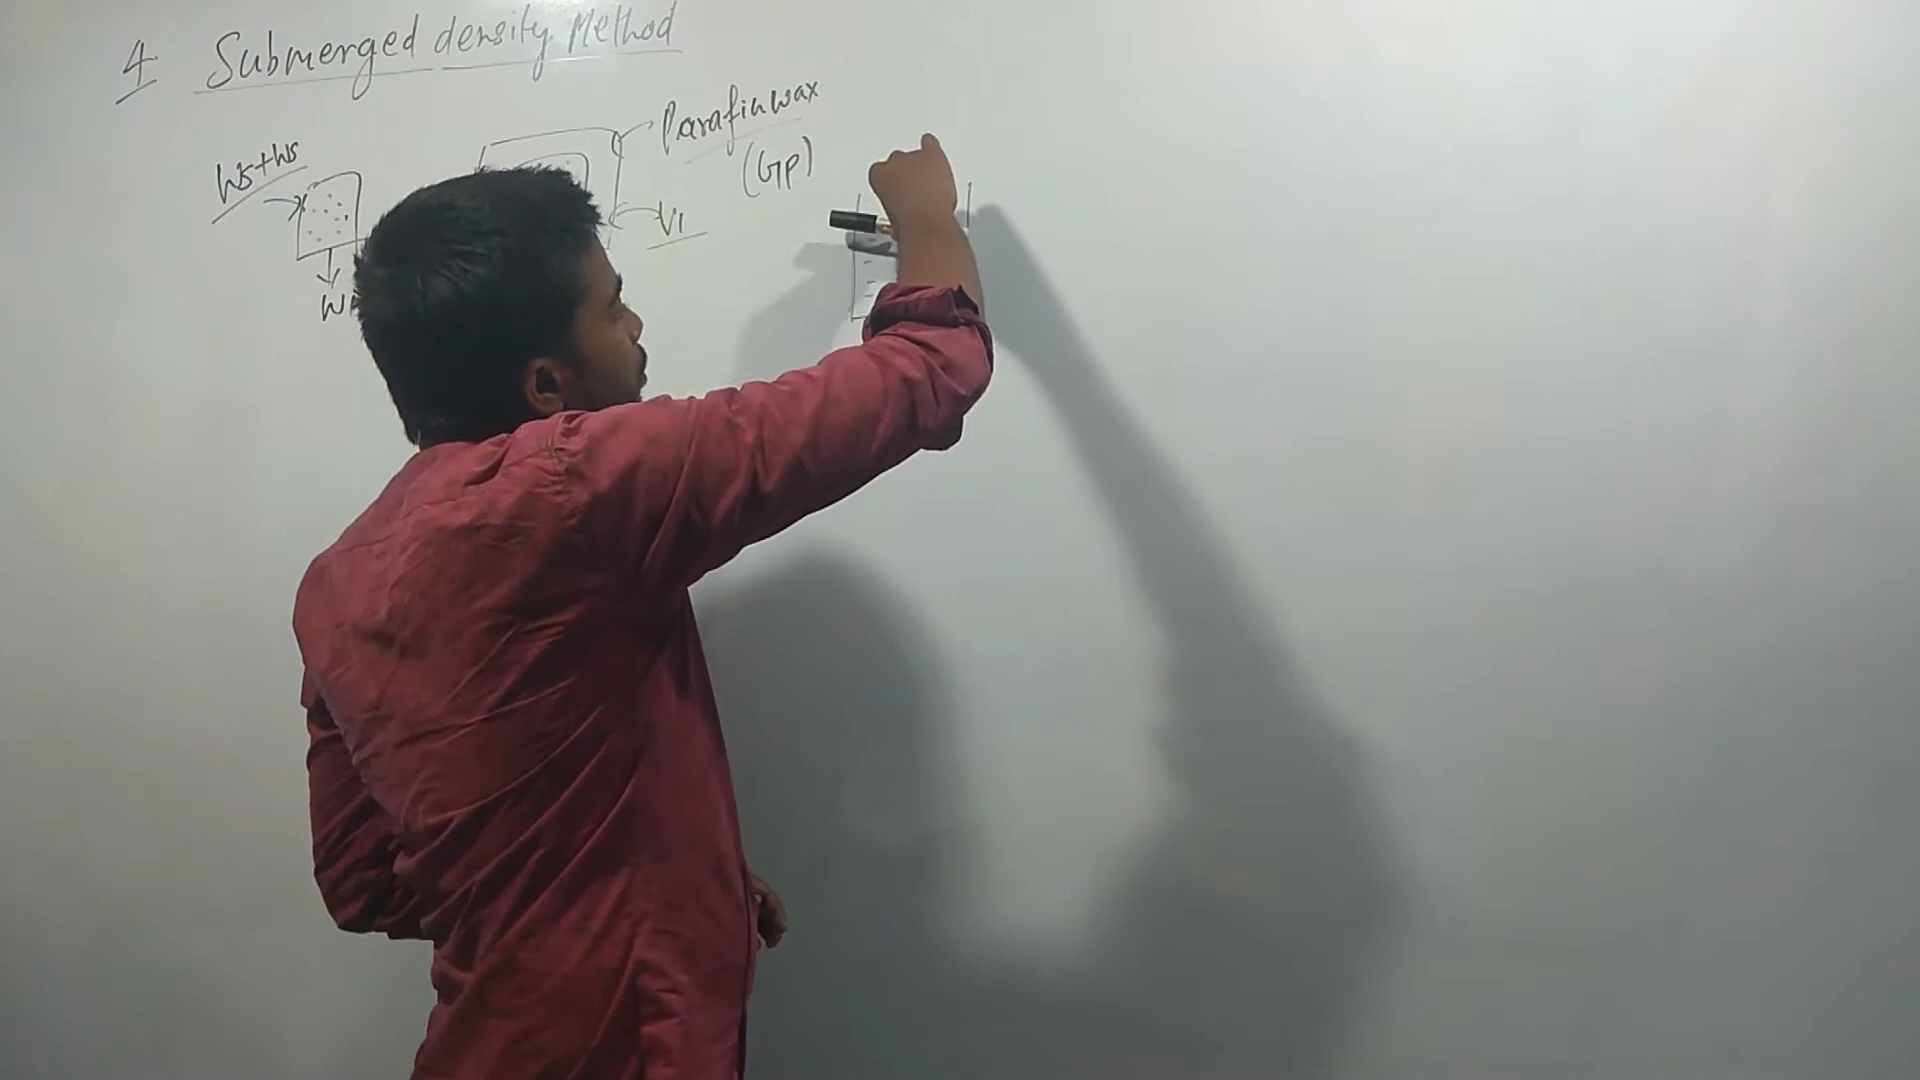 4. Submerged density Method
Parafin wax
(Gp)
Ws+Ws
V1